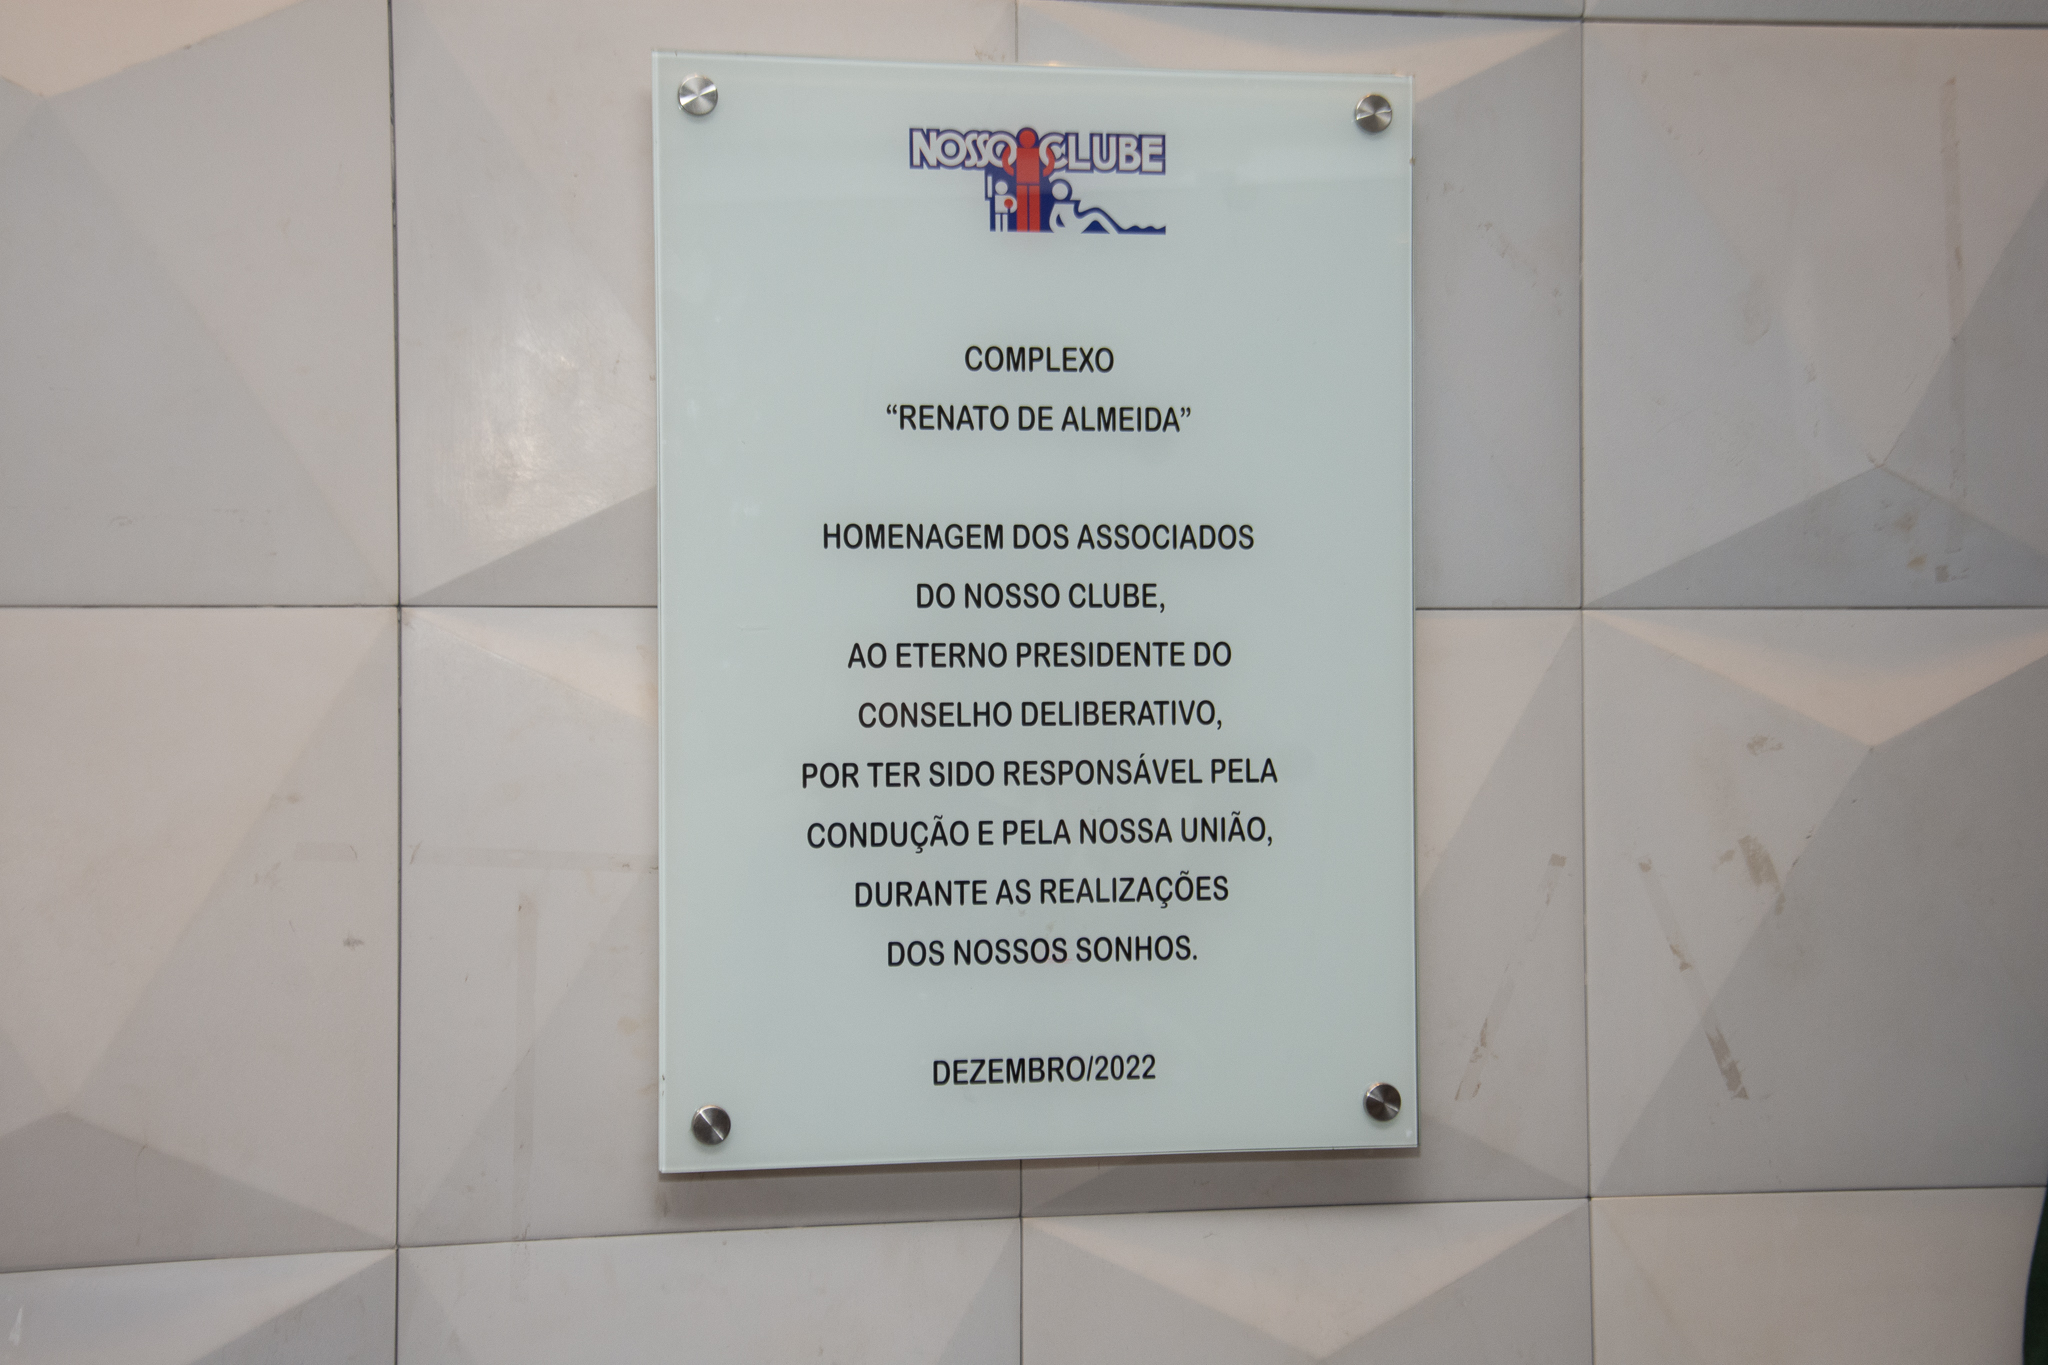 NOSSO CLUBE
COMPLEXO
“RENATO DE ALMEIDA”
HOMENAGEM DOS ASSOCIADOS
DO NOSSO CLUBE,
AO ETERNO PRESIDENTE DO
CONSELHO DELIBERATIVO,
POR TER SIDO RESPONSÁVEL PELA
CONDUÇÃO E PELA NOSSA UNIÃO,
DURANTE AS REALIZAÇÕES
DOS NOSSOS SONHOS.
DEZEMBRO/2022